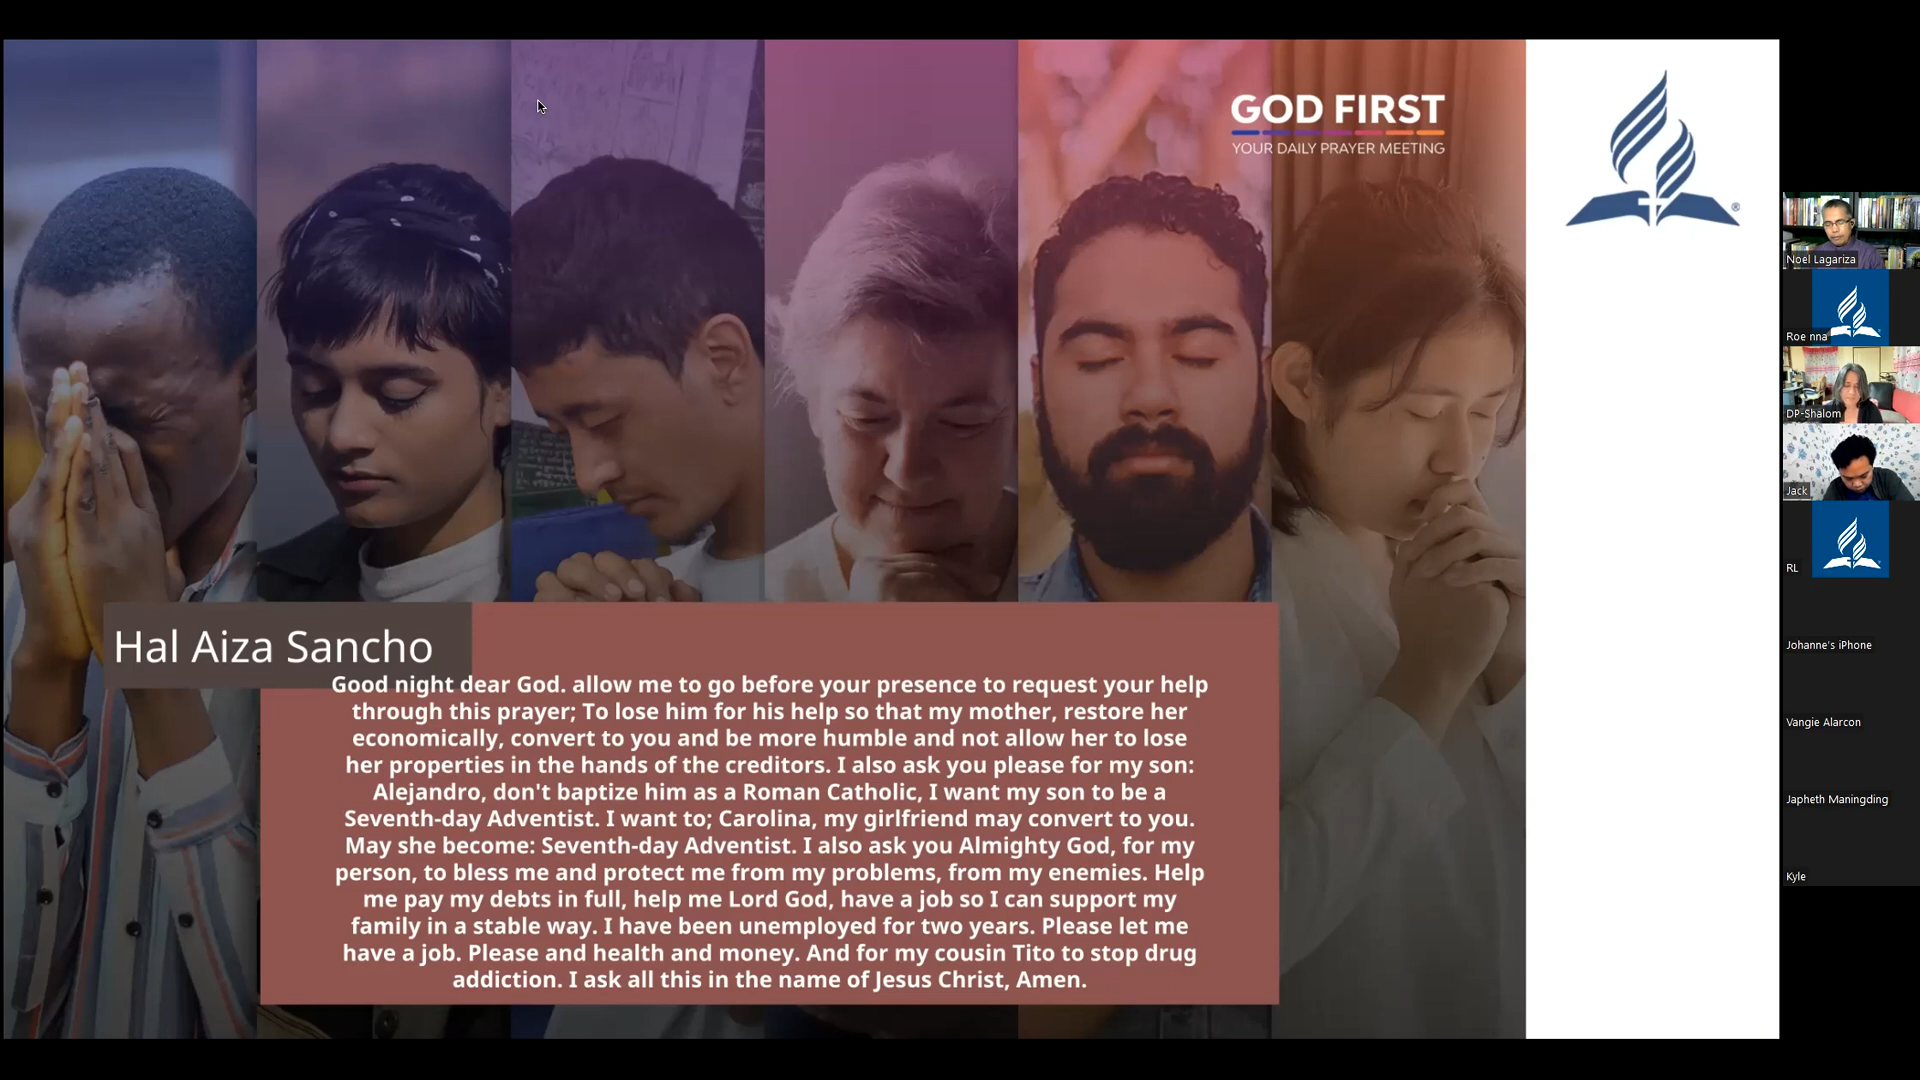 GOD FIRST
YOUR DAILY PRAYER MEETING
®
Hal Aiza Sancho
Good night dear God. allow me to go before your presence to request your help
through this prayer; To lose him for his help so that my mother, restore her
economically, convert to you and be more humble and not allow her to lose
her properties in the hands of the creditors. I also ask you please for my son:
Alejandro, don't baptize him as a Roman Catholic, I want my son to be a
Seventh-day Adventist. I want to; Carolina, my girlfriend may convert to you.
May she become: Seventh-day Adventist. I also ask you Almighty God, for my
person, to bless me and protect me from my problems, from my enemies. Help
me pay my debts in full, help me Lord God, have a job so I can support my
family in a stable way. I have been unemployed for two years. Please let me
have a job. Please and health and money. And for my cousin Tito to stop drug
addiction. I ask all this in the name of Jesus Christ, Amen.
Noel Lagariza
Roe nna
DP-Shalom
Jack
RL
Johanne's iPhone
Vangie Alarcon
Japheth Maningding
Kyle